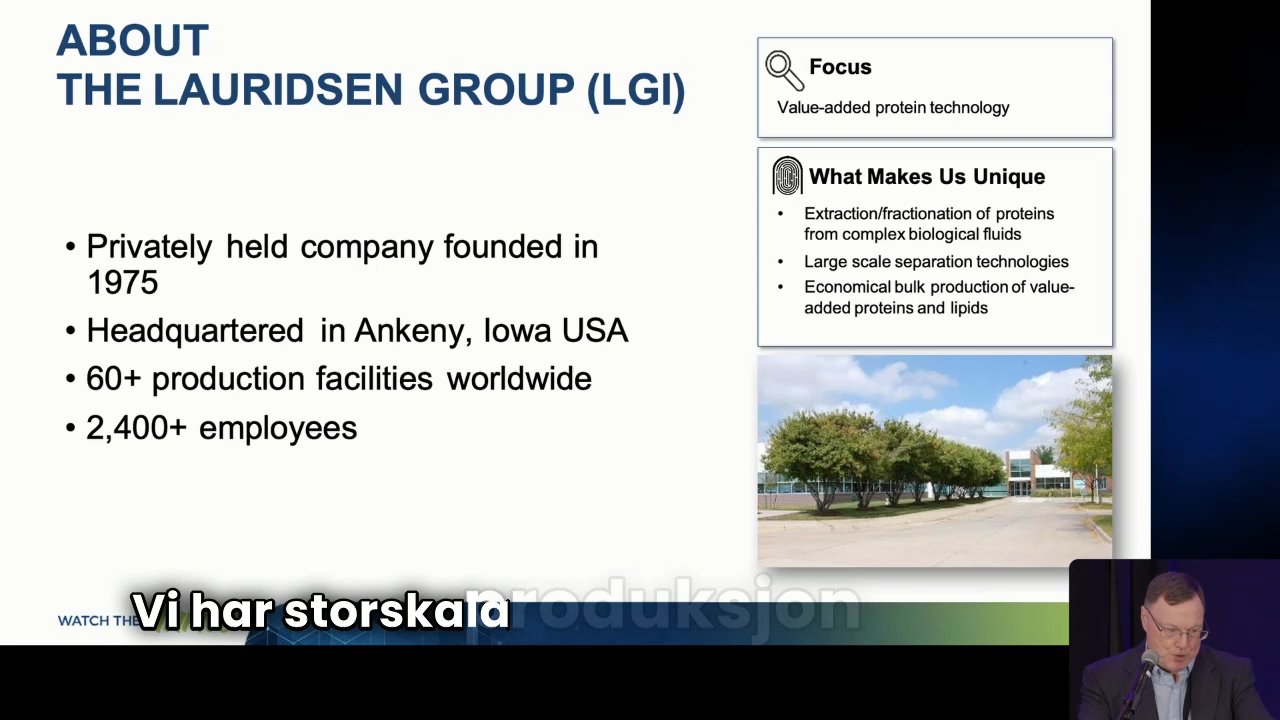 ABOUT
THE LAURIDSEN GROUP (LGI)
• Privately held company founded in
1975
• Headquartered in Ankeny, Iowa USA
• 60+ production facilities worldwide
• 2,400+ employees
Focus
Value-added protein technology
What Makes Us Unique
• Extraction/fractionation of proteins
from complex biological fluids
• Large scale separation technologies
• Economical bulk production of value-
added proteins and lipids
WATCH THE
Vi har storskala produksjon